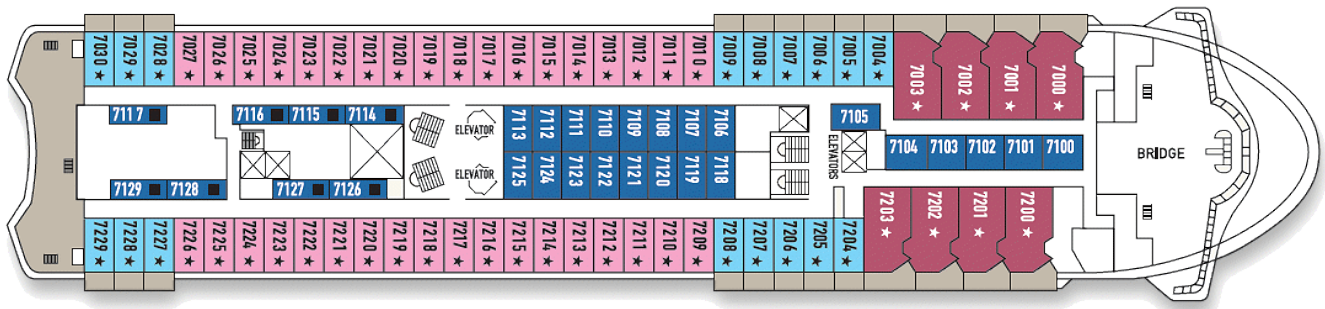 7030 7029 7028 7027 7026 7025 7024 7023 7022 7021 7020 7019 7018 7017 7016 7015 7014 7013 7012 7011 7010 7009 7008 7007 7006 7005 7004 7003 7002 7001 7000
7117 7116 7115 7114 ELEVATOR 7113 7112 7111 7110 7109 7108 7107 7106 7105
7104 7103 7102 7101 7100 BRIDGE
ELEVATORS
7129 7128 7127 7126 ELEVATOR 7125 7124 7123 7122 7121 7120 7119 7118
7229 7228 7227 7226 7225 7224 7223 7222 7221 7220 7219 7218 7217 7216 7215 7214 7213 7212 7211 7210 7209 7208 7207 7206 7205 7204 7203 7202 7201 7200